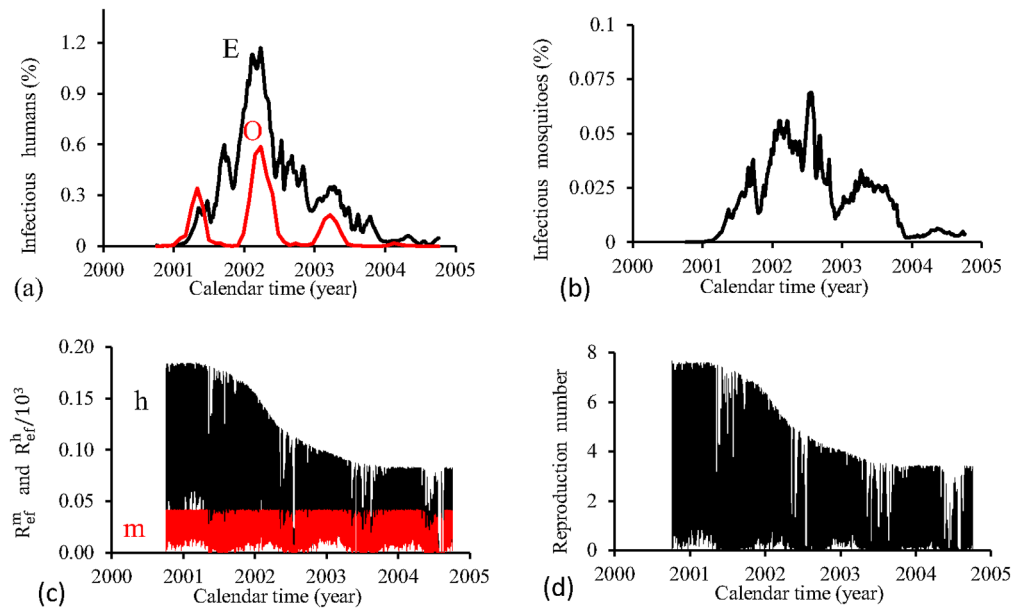 Infectious humans (%)
1.2
0.9
0.6
0.3
0
E
O
2000 2001 2002 2003 2004 2005
(a)
Calendar time (year)
Infectious mosquitoes (%)
0.1
0.075
0.05
0.025
0
2000 2001 2002 2003 2004 2005
(b)
Calendar time (year)
R_ef^m and R_ef^h/10^3
0.20
0.15
0.10
0.05
0.00
h
m
2000 2001 2002 2003 2004 2005
(c)
Calendar time (year)
Reproduction number
8
6
4
2
0
2000 2001 2002 2003 2004 2005
(d)
Calendar time (year)